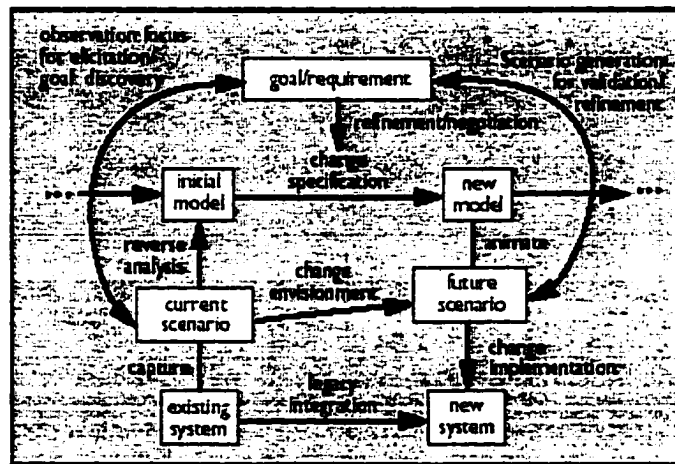 observation focus
for elicitation/
goal discovery
goal/requirement
Scenario generation
for validation/
refinement
refinement/negotiation
change
specification
initial
model
new
model
reverse
analysis
animate
change
envisionment
current
scenario
future
scenario
capture
change
implementation
legacy
integration
existing
system
new
system